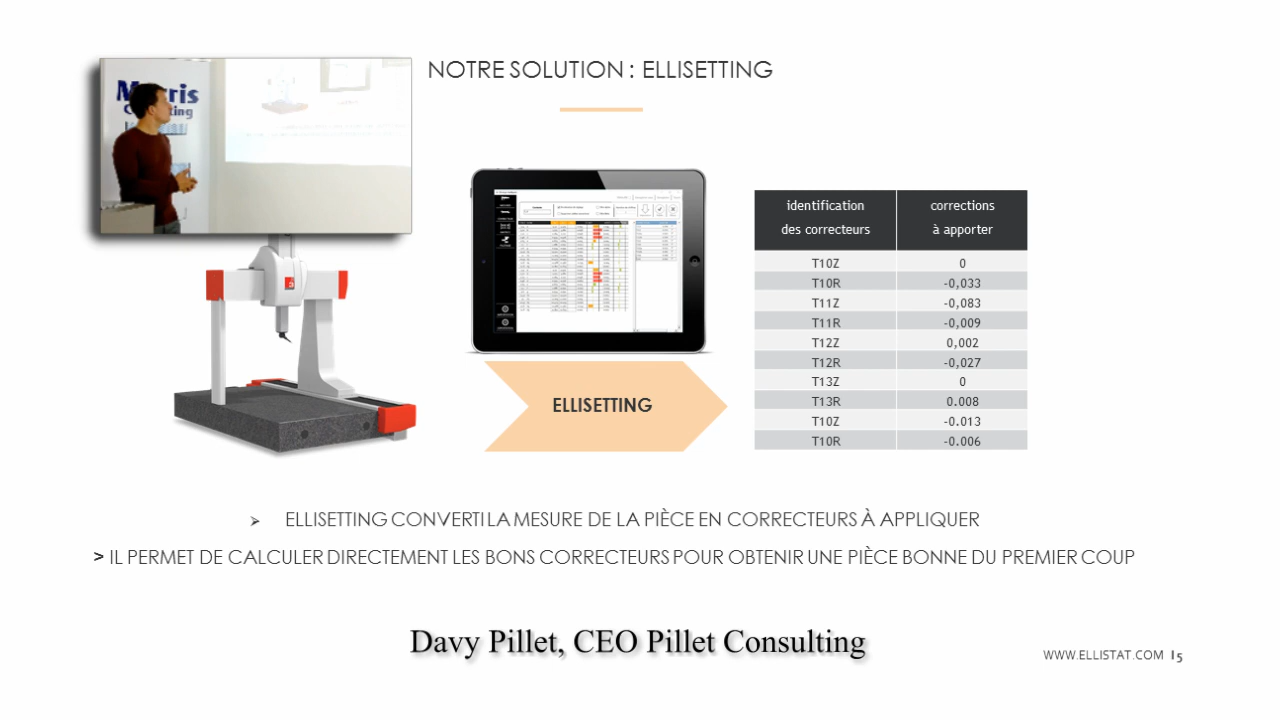 NOTRE SOLUTION : ELLISETTING
identification des correcteurs
corrections à apporter
T10Z 0
T10R -0,033
T11Z -0,083
T11R -0,009
T12Z 0,002
T12R -0,027
T13Z 0
T13R 0.008
T10Z -0.013
T10R -0.006
ELLISETTING
➢ ELLISETTING CONVERTI LA MESURE DE LA PIÈCE EN CORRECTEURS À APPLIQUER
> IL PERMET DE CALCULER DIRECTEMENT LES BONS CORRECTEURS POUR OBTENIR UNE PIÈCE BONNE DU PREMIER COUP
Davy Pillet, CEO Pillet Consulting
WWW.ELLISTAT.COM 15